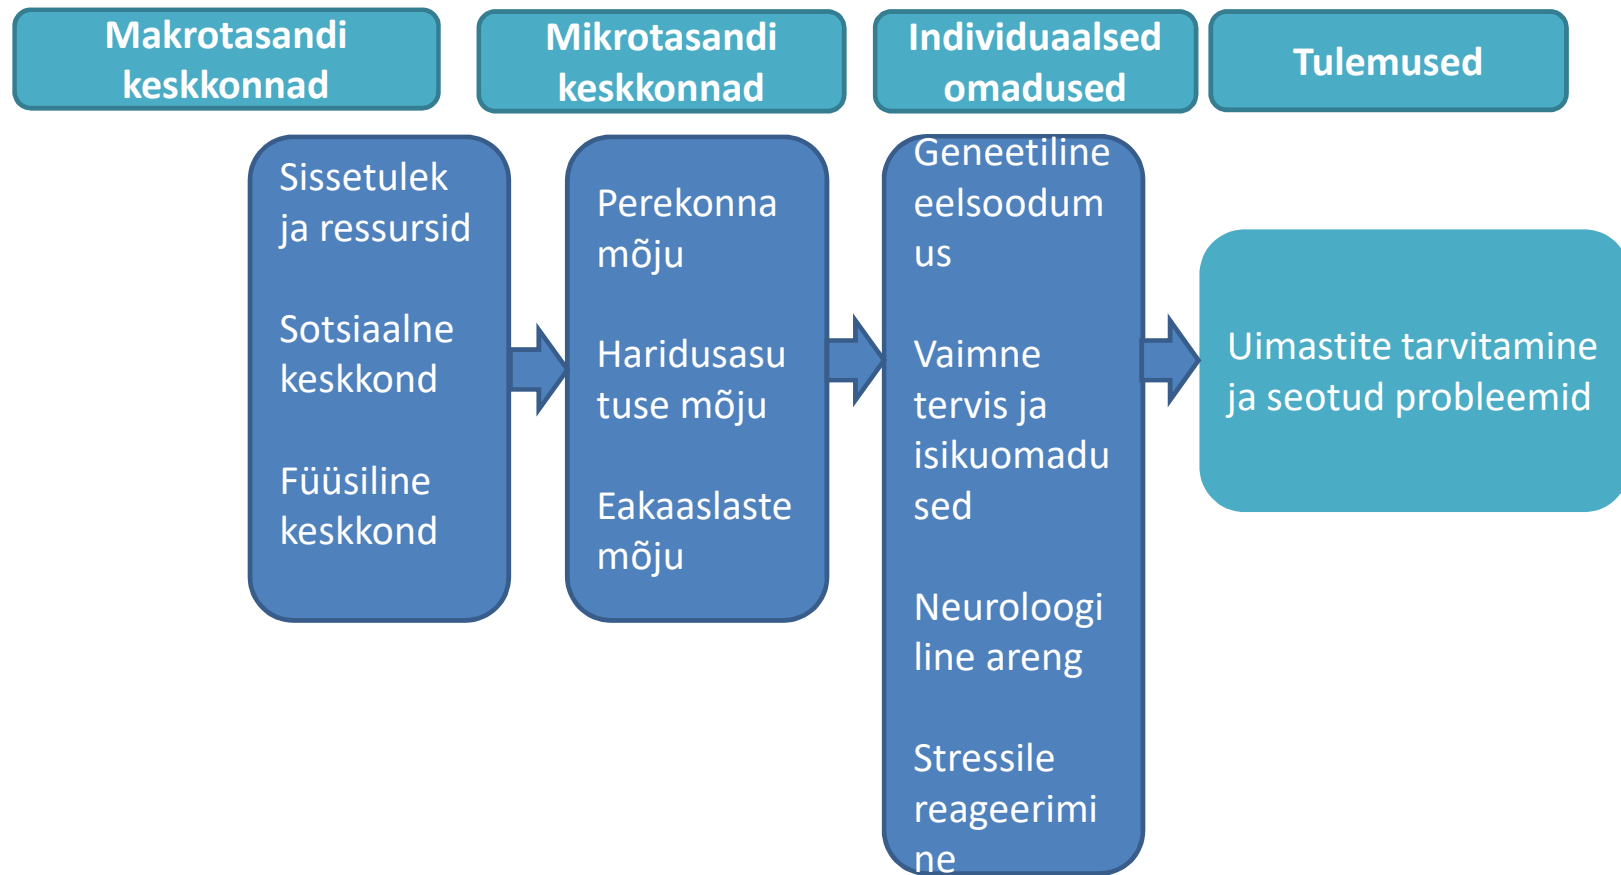 Makrotasandi
keskkonnad
Mikrotasandi
keskkonnad
Individuaalsed
omadused
Tulemused
Sissetulek
ja ressursid
Sotsiaalne
keskkond
Füüsiline
keskkond
Perekonna
mõju
Haridusasu
tuse mõju
Eakaaslaste
mõju
Geneetiline
eelsoodum
us
Vaimne
tervis ja
isikuomadu
sed
Neuroloogi
line areng
Stressile
reageerimi
ne
Uimastite tarvitamine
ja seotud probleemid